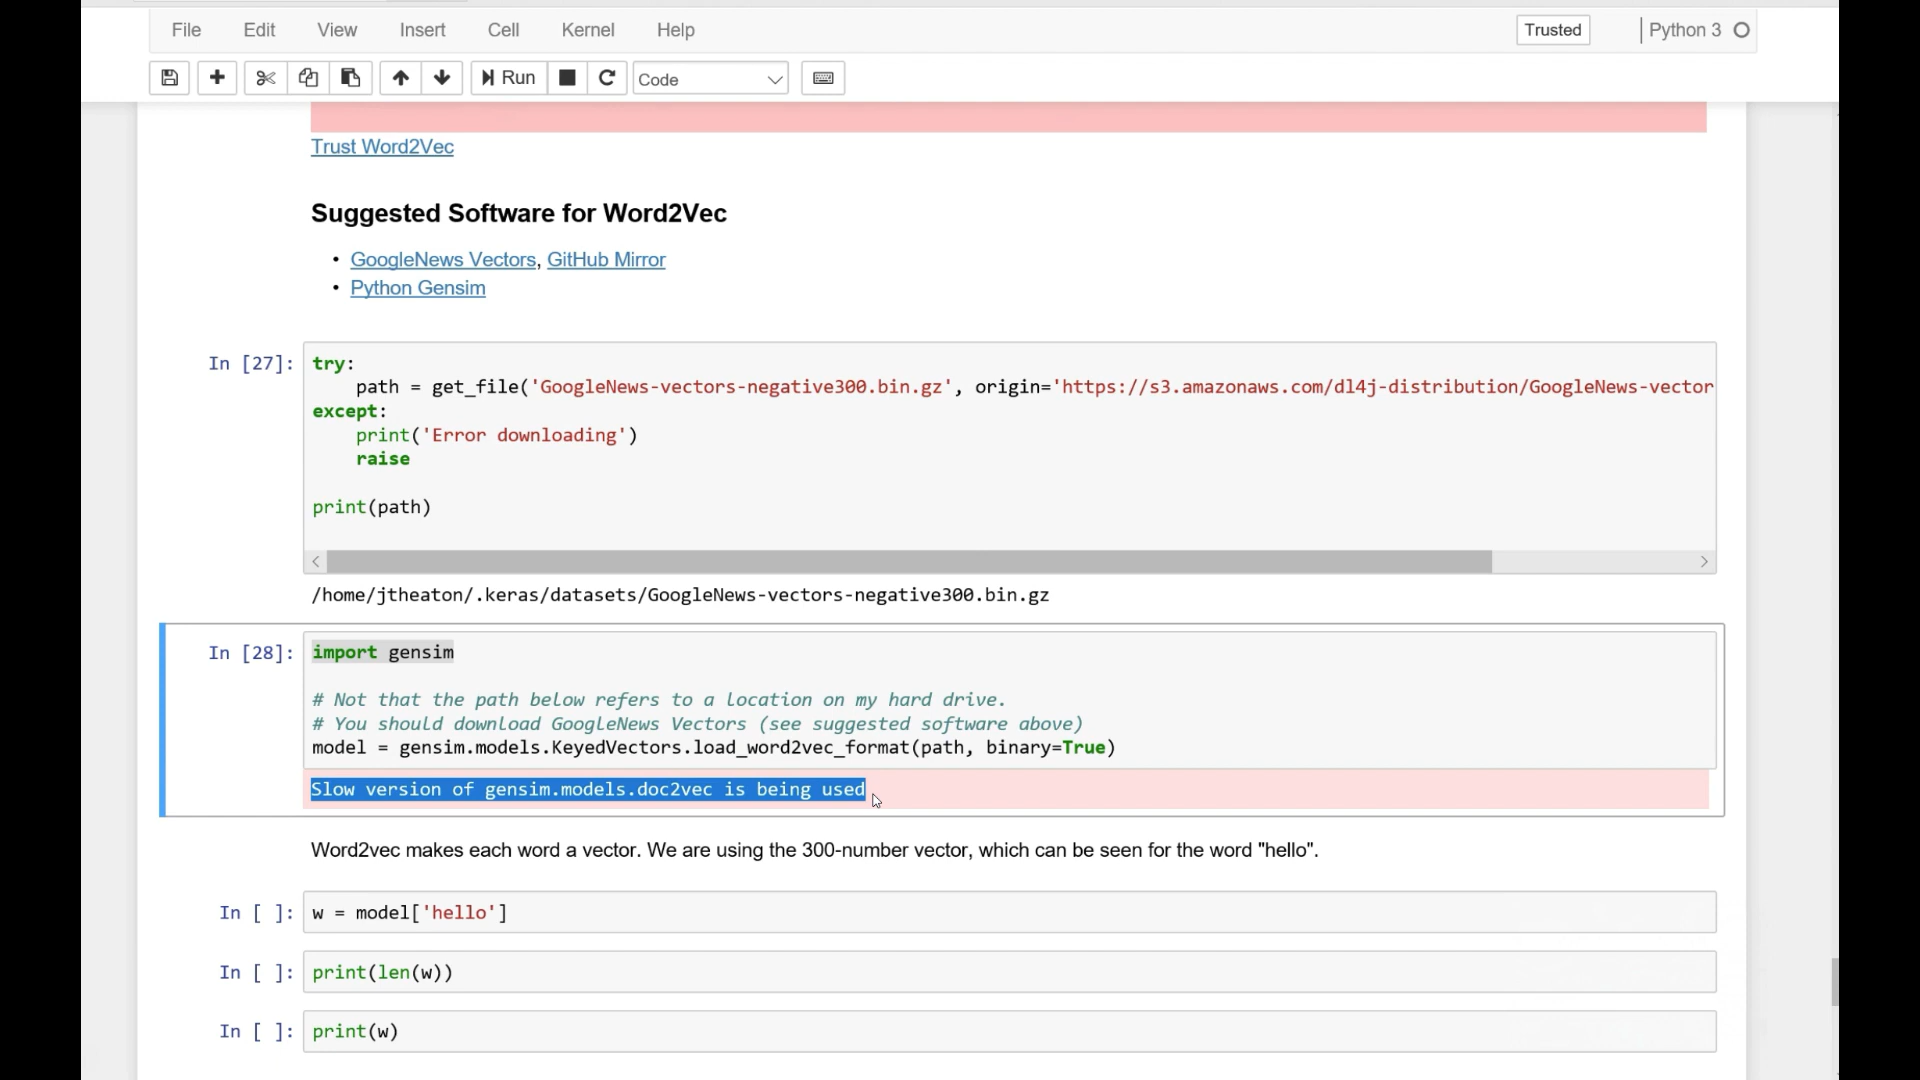 File Edit View Insert Cell Kernel Help Trusted Python 3
Run Code
Trust Word2Vec
Suggested Software for Word2Vec
• GoogleNews Vectors, GitHub Mirror
• Python Gensim
In [27]: try:
path = get_file('GoogleNews-vectors-negative300.bin.gz', origin='https://s3.amazonaws.com/dl4j-distribution/GoogleNews-vector
except:
print('Error downloading')
raise
print(path)
/home/jtheaton/.keras/datasets/GoogleNews-vectors-negative300.bin.gz
In [28]: import gensim
# Not that the path below refers to a location on my hard drive.
# You should download GoogleNews Vectors (see suggested software above)
model = gensim.models.KeyedVectors.load_word2vec_format(path, binary=True)
Slow version of gensim.models.doc2vec is being used
Word2vec makes each word a vector. We are using the 300-number vector, which can be seen for the word "hello".
In [ ]: w = model['hello']
In [ ]: print(len(w))
In [ ]: print(w)